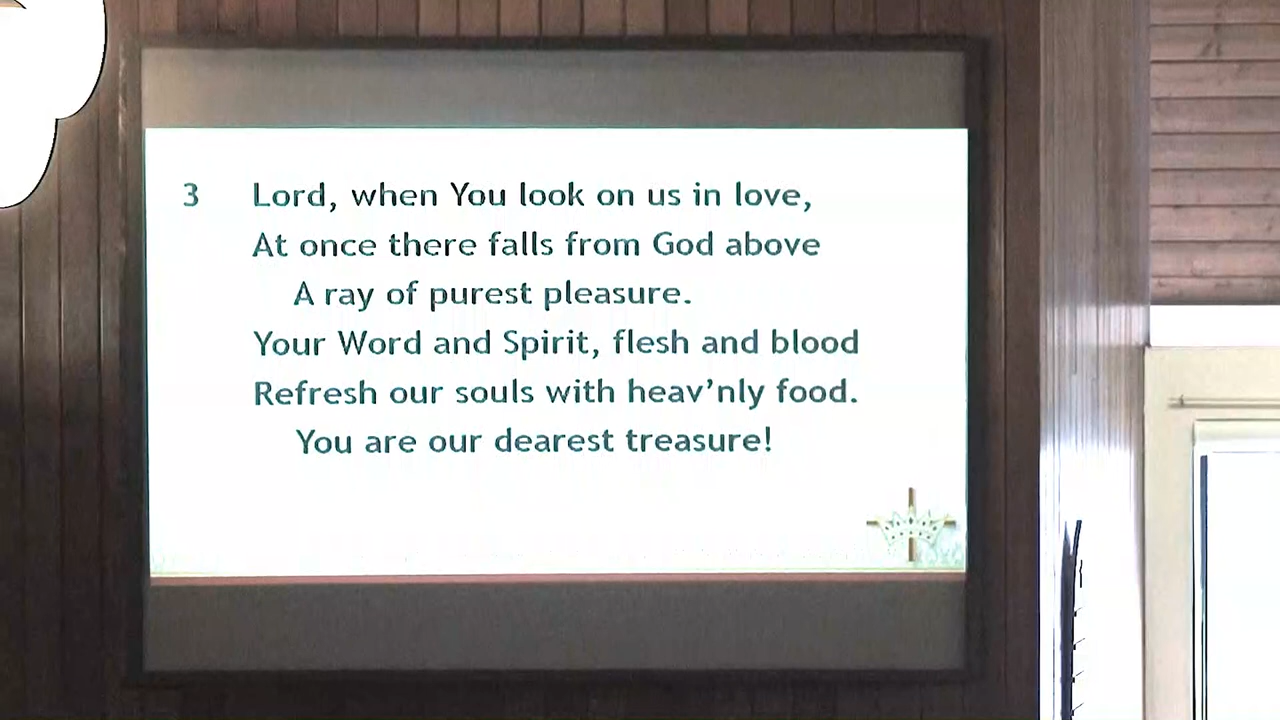 3 Lord, when You look on us in love,
At once there falls from God above
A ray of purest pleasure.
Your Word and Spirit, flesh and blood
Refresh our souls with heav’nly food.
You are our dearest treasure!